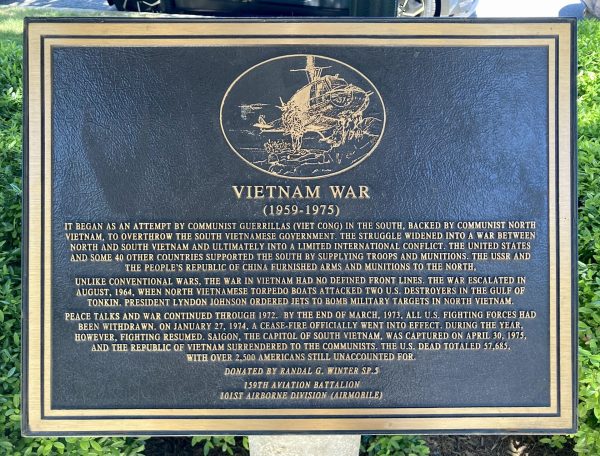 VIETNAM WAR
(1959-1975)
IT BEGAN AS AN ATTEMPT BY COMMUNIST GUERRILLAS (VIET CONG) IN THE SOUTH, BACKED BY COMMUNIST NORTH
VIETNAM, TO OVERTHROW THE SOUTH VIETNAMESE GOVERNMENT. THE STRUGGLE WIDENED INTO A WAR BETWEEN
NORTH AND SOUTH VIETNAM AND ULTIMATELY INTO A LIMITED INTERNATIONAL CONFLICT. THE UNITED STATES
AND SOME 40 OTHER COUNTRIES SUPPORTED THE SOUTH BY SUPPLYING TROOPS AND MUNITIONS. THE USSR AND
THE PEOPLE'S REPUBLIC OF CHINA FURNISHED ARMS AND MUNITIONS TO THE NORTH.
UNLIKE CONVENTIONAL WARS, THE WAR IN VIETNAM HAD NO DEFINED FRONT LINES. THE WAR ESCALATED IN
AUGUST, 1964, WHEN NORTH VIETNAMESE TORPEDO BOATS ATTACKED TWO U.S. DESTROYERS IN THE GULF OF
TONKIN. PRESIDENT LYNDON JOHNSON ORDERED JETS TO BOMB MILITARY TARGETS IN NORTH VIETNAM.
PEACE TALKS AND WAR CONTINUED THROUGH 1972. BY THE END OF MARCH, 1973, ALL U.S. FIGHTING FORCES HAD
BEEN WITHDRAWN. ON JANUARY 27, 1974, A CEASE-FIRE OFFICIALLY WENT INTO EFFECT. DURING THE YEAR,
HOWEVER, FIGHTING RESUMED. SAIGON, THE CAPITOL OF SOUTH VIETNAM, WAS CAPTURED ON APRIL 30, 1975,
AND THE REPUBLIC OF VIETNAM SURRENDERED TO THE COMMUNISTS. THE U.S. DEAD TOTALED 57,685,
WITH OVER 2,500 AMERICANS STILL UNACCOUNTED FOR.
DONATED BY RANDAL G. WINTER SP.5
159TH AVIATION BATTALION
101ST AIRBORNE DIVISION (AIRMOBILE)